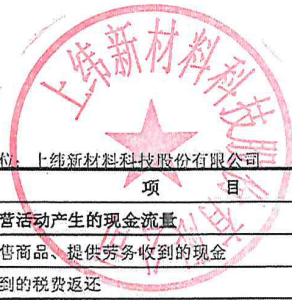 上纬新材料科技股份有限公司
位：上纬新材料科技股份有限公司
项 目
营活动产生的现金流量
售商品、提供劳务收到的现金
到的税费返还